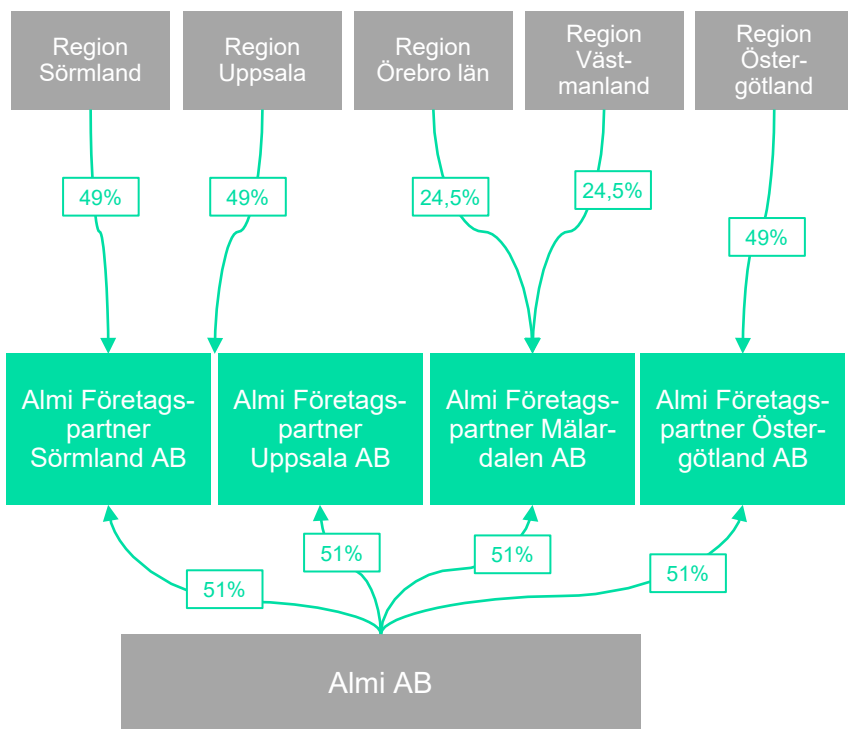 Region
Sörmland
Region
Uppsala
Region
Örebro län
Region
Väst-
manland
Region
Öster-
götland
49%
49%
24,5%
24,5%
49%
Almi Företags-
partner
Sörmland AB
Almi Företags-
partner
Uppsala AB
Almi Företags-
partner Mälar-
dalen AB
Almi Företags-
partner Öster-
götland AB
51%
51%
51%
51%
Almi AB